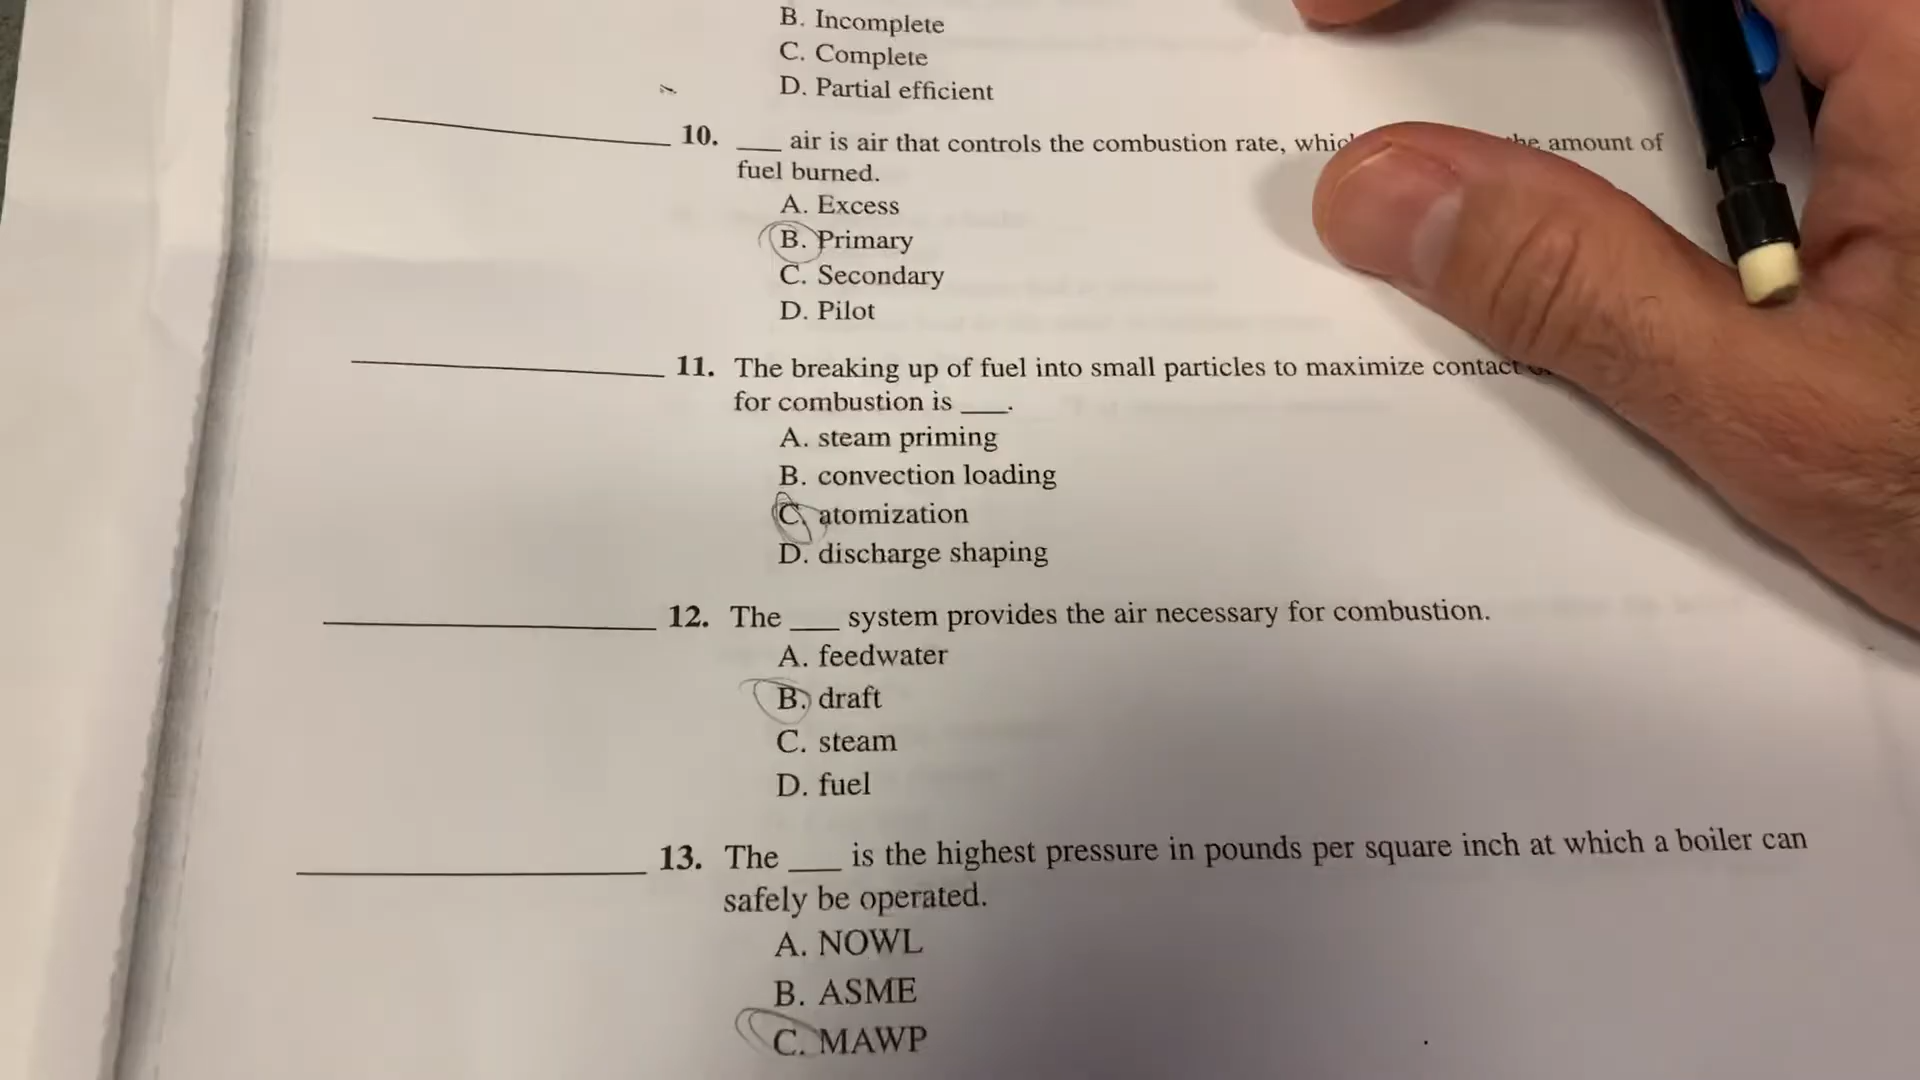 B. Incomplete
C. Complete
D. Partial efficient
10. ___ air is air that controls the combustion rate, the amount of
fuel burned.
A. Excess
B. Primary
C. Secondary
D. Pilot
11. The breaking up of fuel into small particles to maximize contact
for combustion is ___.
A. steam priming
B. convection loading
C. atomization
D. discharge shaping
12. The ___ system provides the air necessary for combustion.
A. feedwater
B. draft
C. steam
D. fuel
13. The ___ is the highest pressure in pounds per square inch at which a boiler can
safely be operated.
A. NOWL
B. ASME
C. MAWP